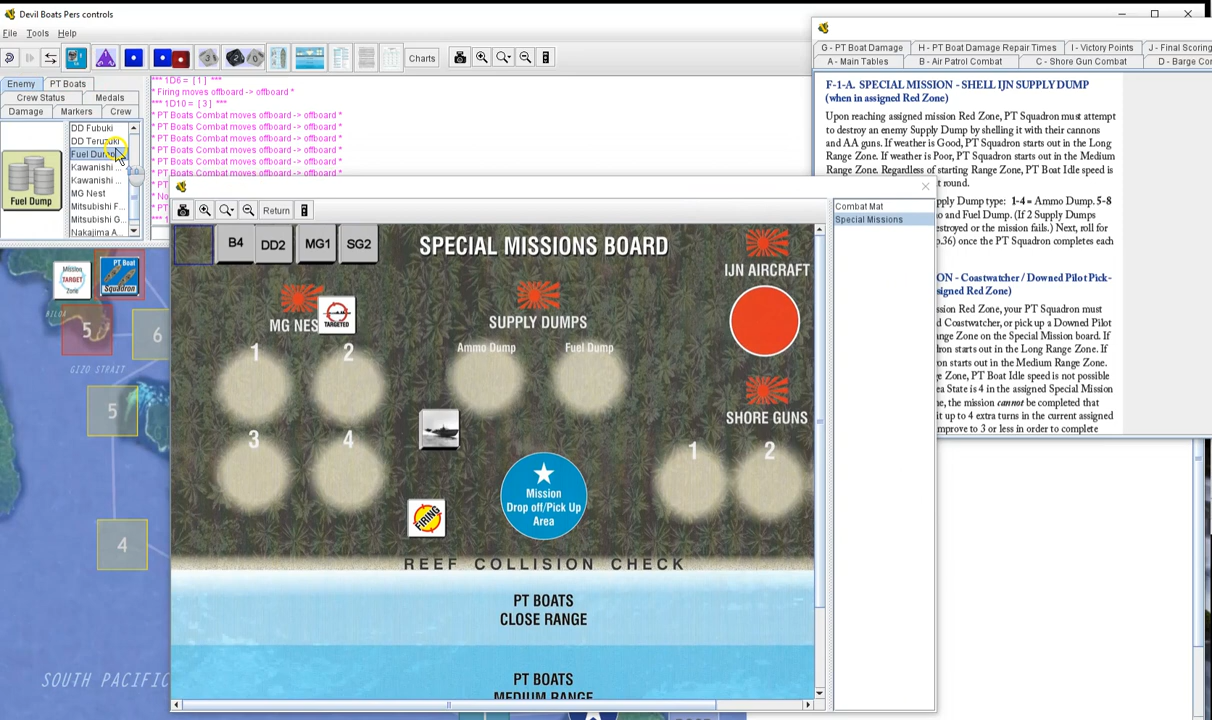 Devil Boats Pers controls
File Tools Help
Charts
Enemy PT Boats
Crew Status Medals
Damage Markers Crew
DD Fubuki
DD Teruzuki
Fuel Dump
Kawanishi ...
Kawanishi ...
MG Nest
Mitsubishi F...
Mitsubishi G...
Nakajima A...
Fuel Dump
*** 1D6 = [ 1 ] ***
* Firing moves offboard -> offboard *
*** 1D10 = [ 3 ] ***
* PT Boats Combat moves offboard -> offboard *
* PT Boats Combat moves offboard -> offboard *
* PT Boats Combat moves offboard -> offboard *
* PT Boats Combat moves offboard -> offboard *
* PT Boats Combat moves offboard -> offboard *
* PT
* No
G - PT Boat Damage H - PT Boat Damage Repair Times I - Victory Points J - Final Scoring
A - Main Tables B - Air Patrol Combat C - Shore Gun Combat D - Barge Co
F-1-A. SPECIAL MISSION - SHELL IJN SUPPLY DUMP
(when in assigned Red Zone)
Upon reaching assigned mission Red Zone, PT Squadron must attempt
to destroy an enemy Supply Dump by shelling it with their cannons
and AA guns. If weather is Good, PT Squadron starts out in the Long
Range Zone. If weather is Poor, PT Squadron starts out in the Medium
Range Zone. Regardless of starting Range Zone, PT Boat Idle speed is
t round.
pply Dump type: 1-4 = Ammo Dump. 5-8
o and Fuel Dump. (If 2 Supply Dumps
estroyed or the mission fails.) Next, roll for
p.36) once the PT Squadron completes each
ON - Coastwatcher / Downed Pilot Pick-
signed Red Zone)
ssion Red Zone, your PT Squadron must
d Coastwatcher, or pick up a Downed Pilot
nge Zone on the Special Mission board. If
ron starts out in the Long Range Zone. If
ron starts out in the Medium Range Zone.
e Zone, PT Boat Idle speed is not possible
ea State is 4 in the assigned Special Mission
ne, the mission cannot be completed that
it up to 4 extra turns in the current assigned
mprove to 3 or less in order to complete
Return
Combat Mat
Special Missions
B4 DD2 MG1 SG2
SPECIAL MISSIONS BOARD
IJN AIRCRAFT
MG NES
TARGETED
SUPPLY DUMPS
1 2
Ammo Dump Fuel Dump
SHORE GUNS
3 4
1 2
FIRING
Mission
Drop off/Pick Up
Area
REEF COLLISION CHECK
PT BOATS
CLOSE RANGE
PT BOATS
MEDIUM RANGE
Mission
TARGET
Zone
PT Boat
Squadron
5
6
GIZO STRAIT
5
4
SOUTH PACIFIC